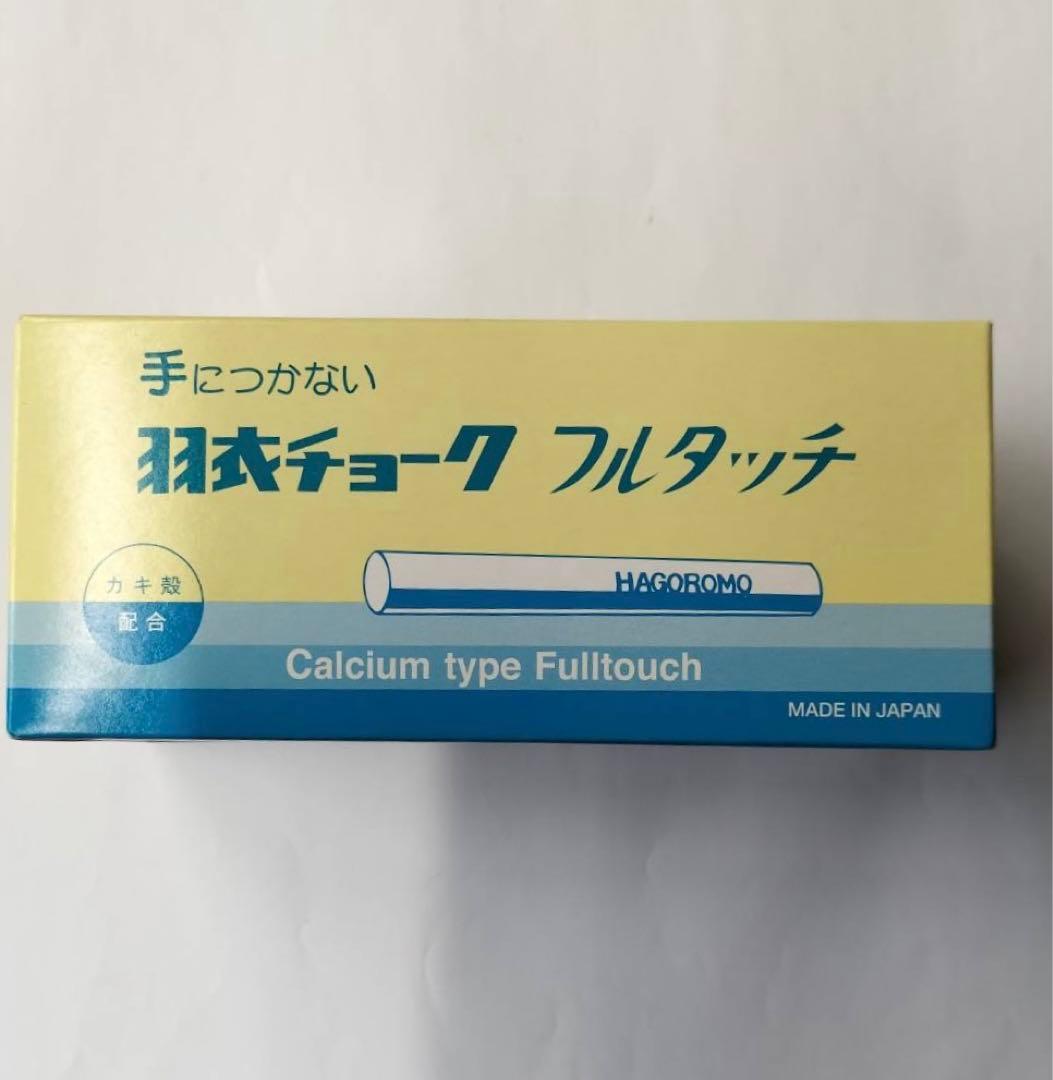 手につかない
羽衣チョーク フルタッチ
カキ殻
配合
HAGOROMO
Calcium type Fulltouch
MADE IN JAPAN